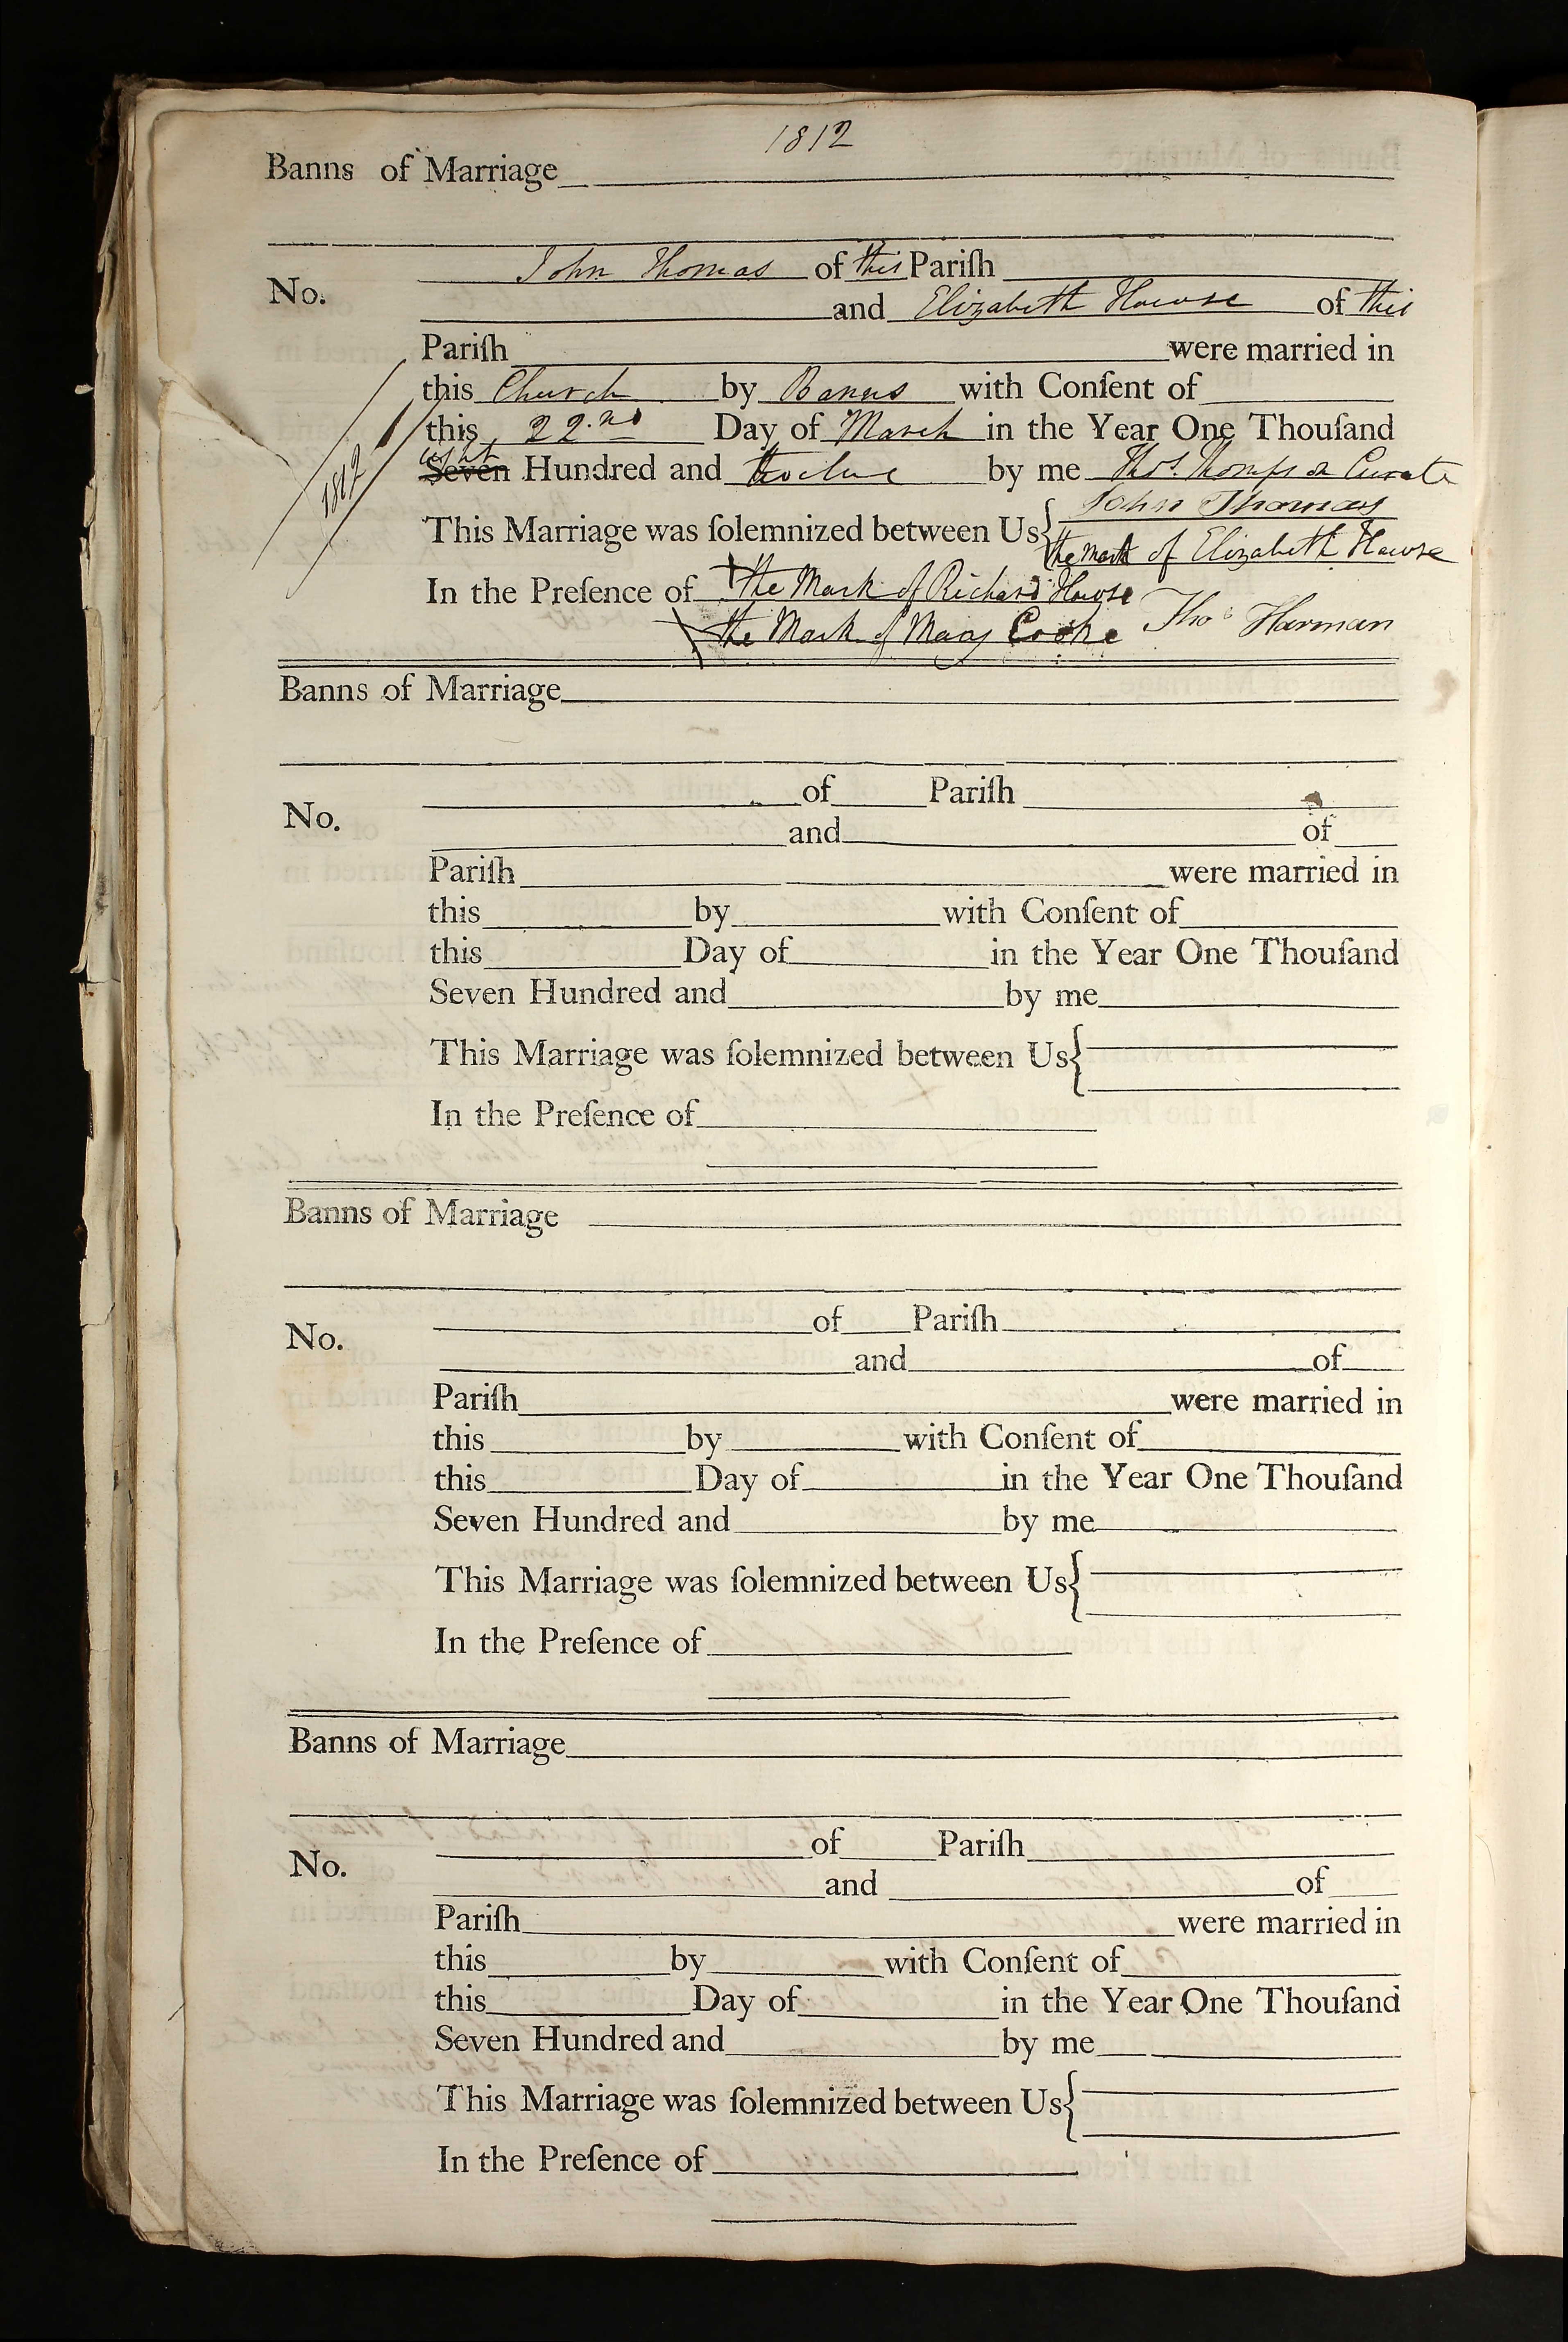 1812
Banns of Marriage
John Thomas of this Pariſh
No.
and Elizabeth Howse of this
Pariſh were married in
this Church by Banns with Conſent of
this 22.nd Day of March in the Year One Thouſand
1812
eight
Seven Hundred and twelve by me Thos. Thompson Curate
This Marriage was ſolemnized between Us { John Thomas
the mark of Elizabeth Howse
In the Preſence of the Mark of Richard Howse
the Mark of Mary Cooke Thos Harman
Banns of Marriage
of Pariſh
No.
and of
Pariſh were married in
this by with Conſent of
this Day of in the Year One Thouſand
Seven Hundred and by me
This Marriage was ſolemnized between Us {
In the Preſence of
Banns of Marriage
of Pariſh
No.
and of
Pariſh were married in
this by with Conſent of
this Day of in the Year One Thouſand
Seven Hundred and by me
This Marriage was ſolemnized between Us {
In the Preſence of
Banns of Marriage
of Pariſh
No.
and of
Pariſh were married in
this by with Conſent of
this Day of in the Year One Thouſand
Seven Hundred and by me
This Marriage was ſolemnized between Us {
In the Preſence of